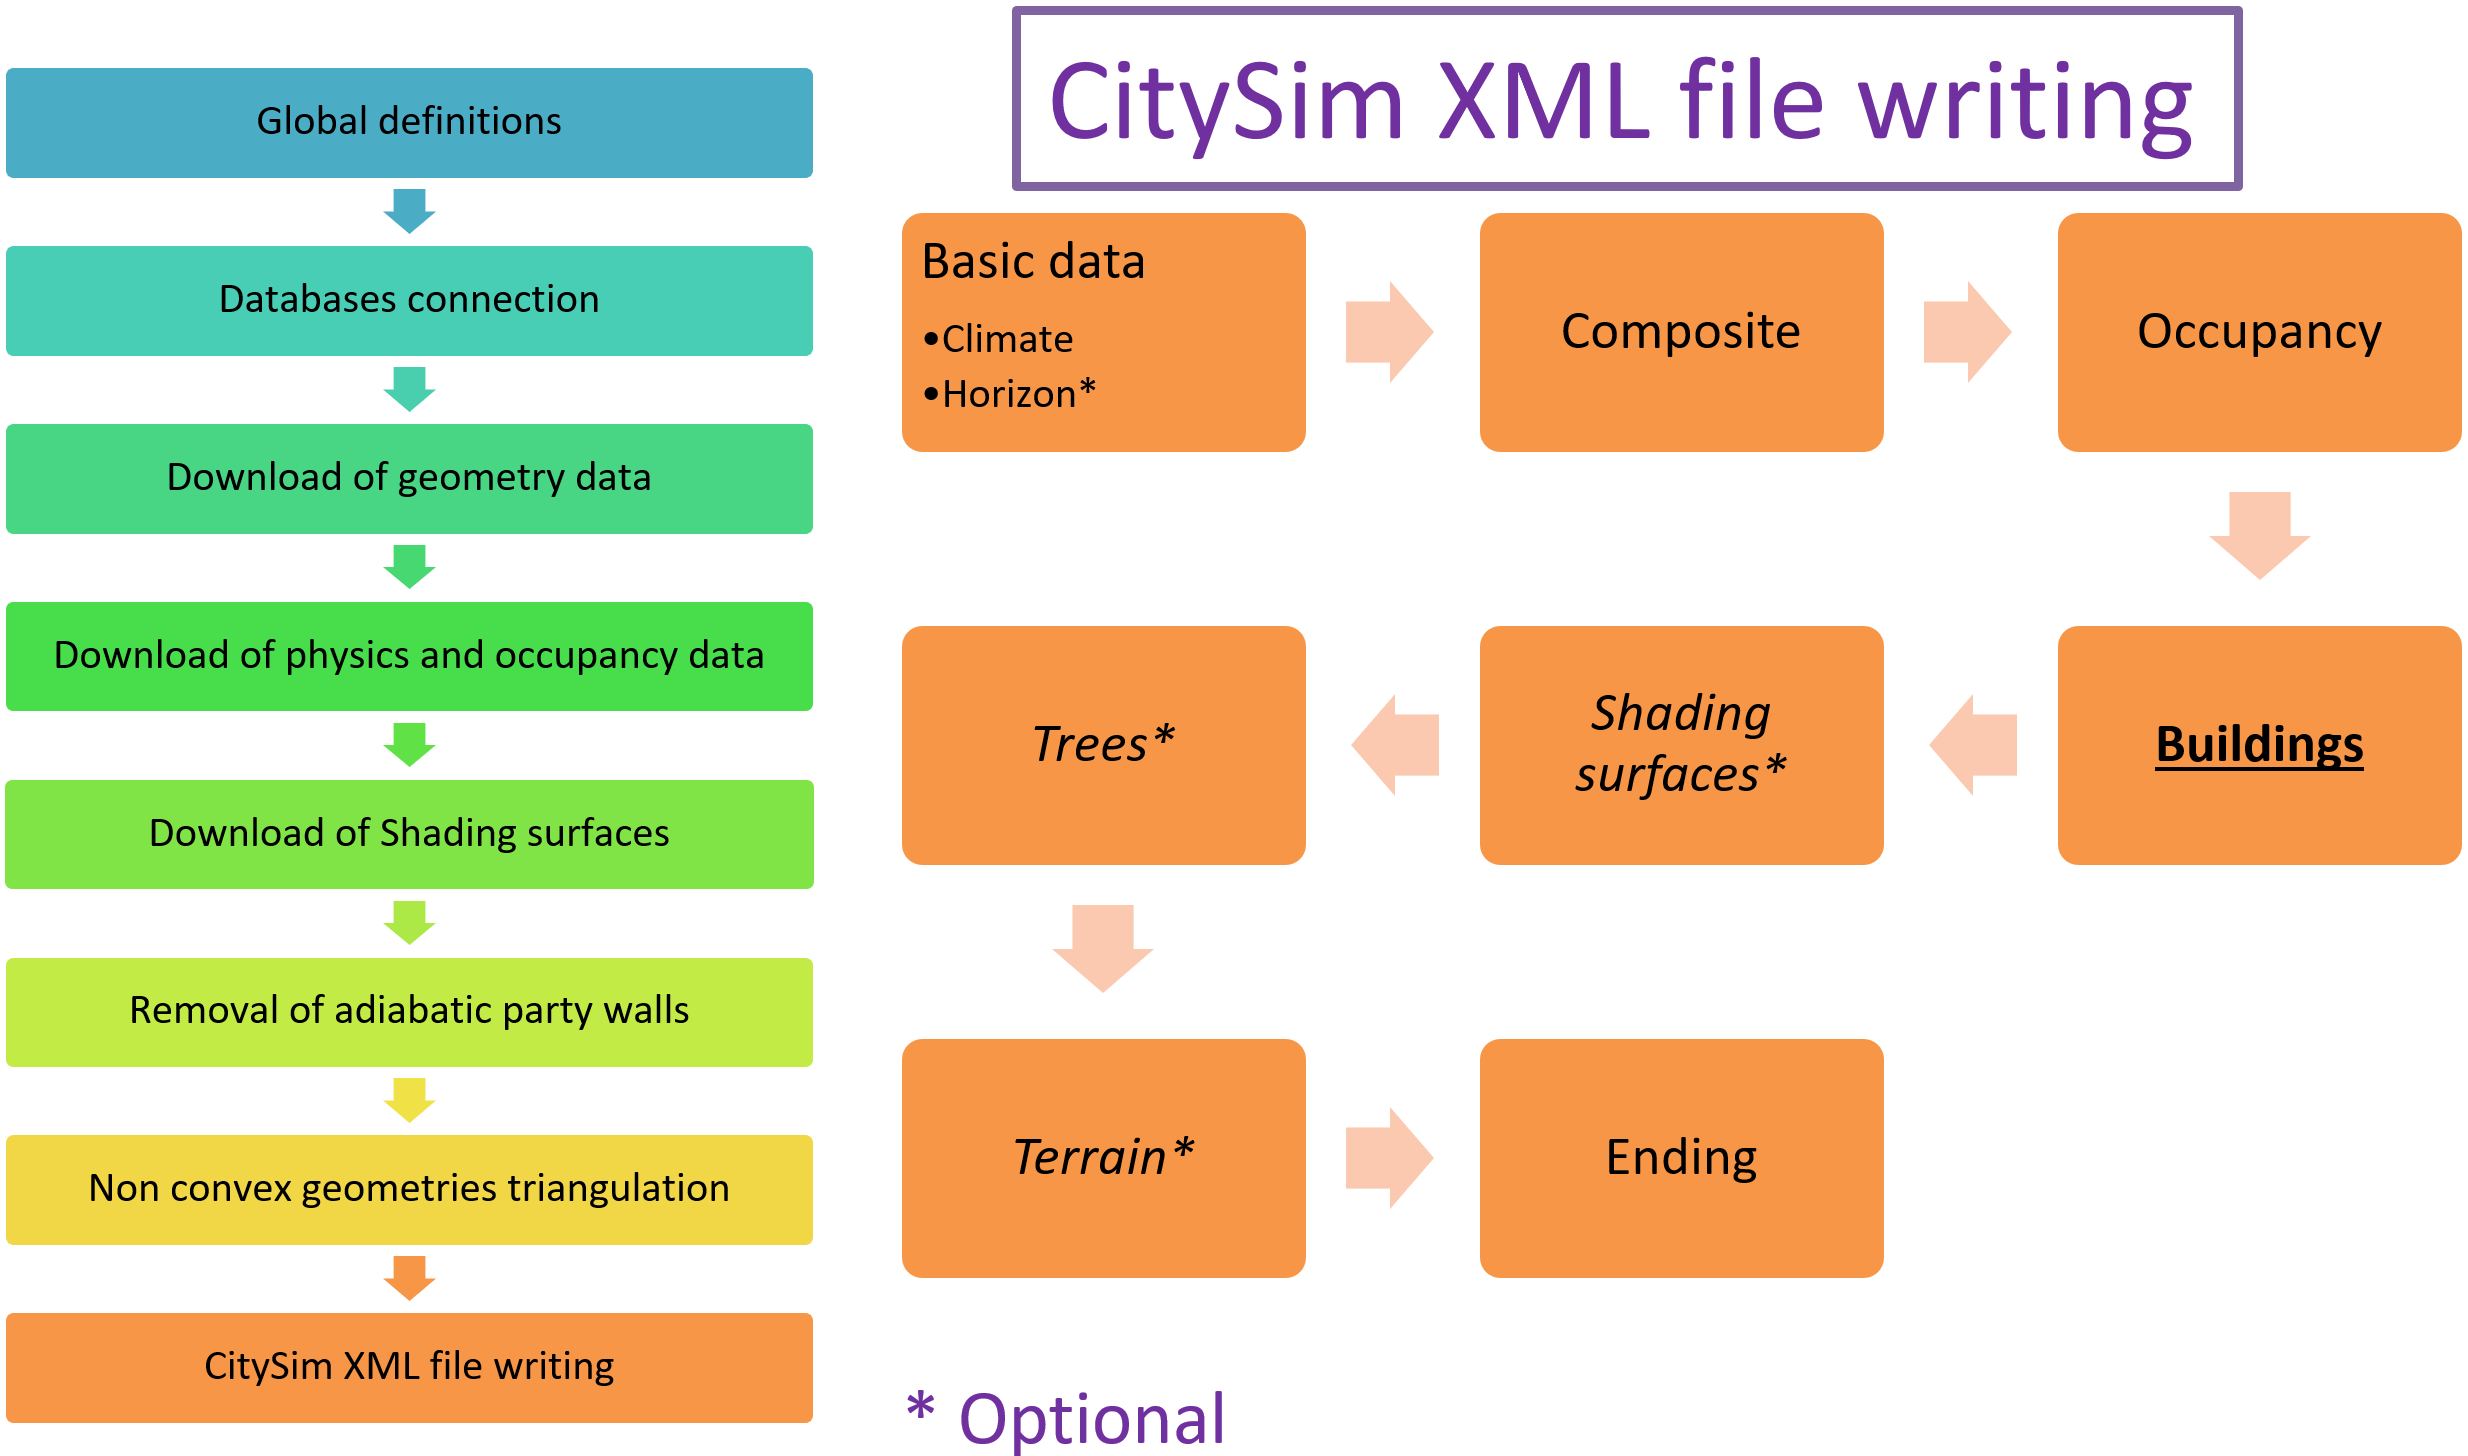 Global definitions
Databases connection
Download of geometry data
Download of physics and occupancy data
Download of Shading surfaces
Removal of adiabatic party walls
Non convex geometries triangulation
CitySim XML file writing
CitySim XML file writing
Basic data
•Climate
•Horizon*
Composite
Occupancy
Buildings
Shading
surfaces*
Trees*
Terrain*
Ending
* Optional